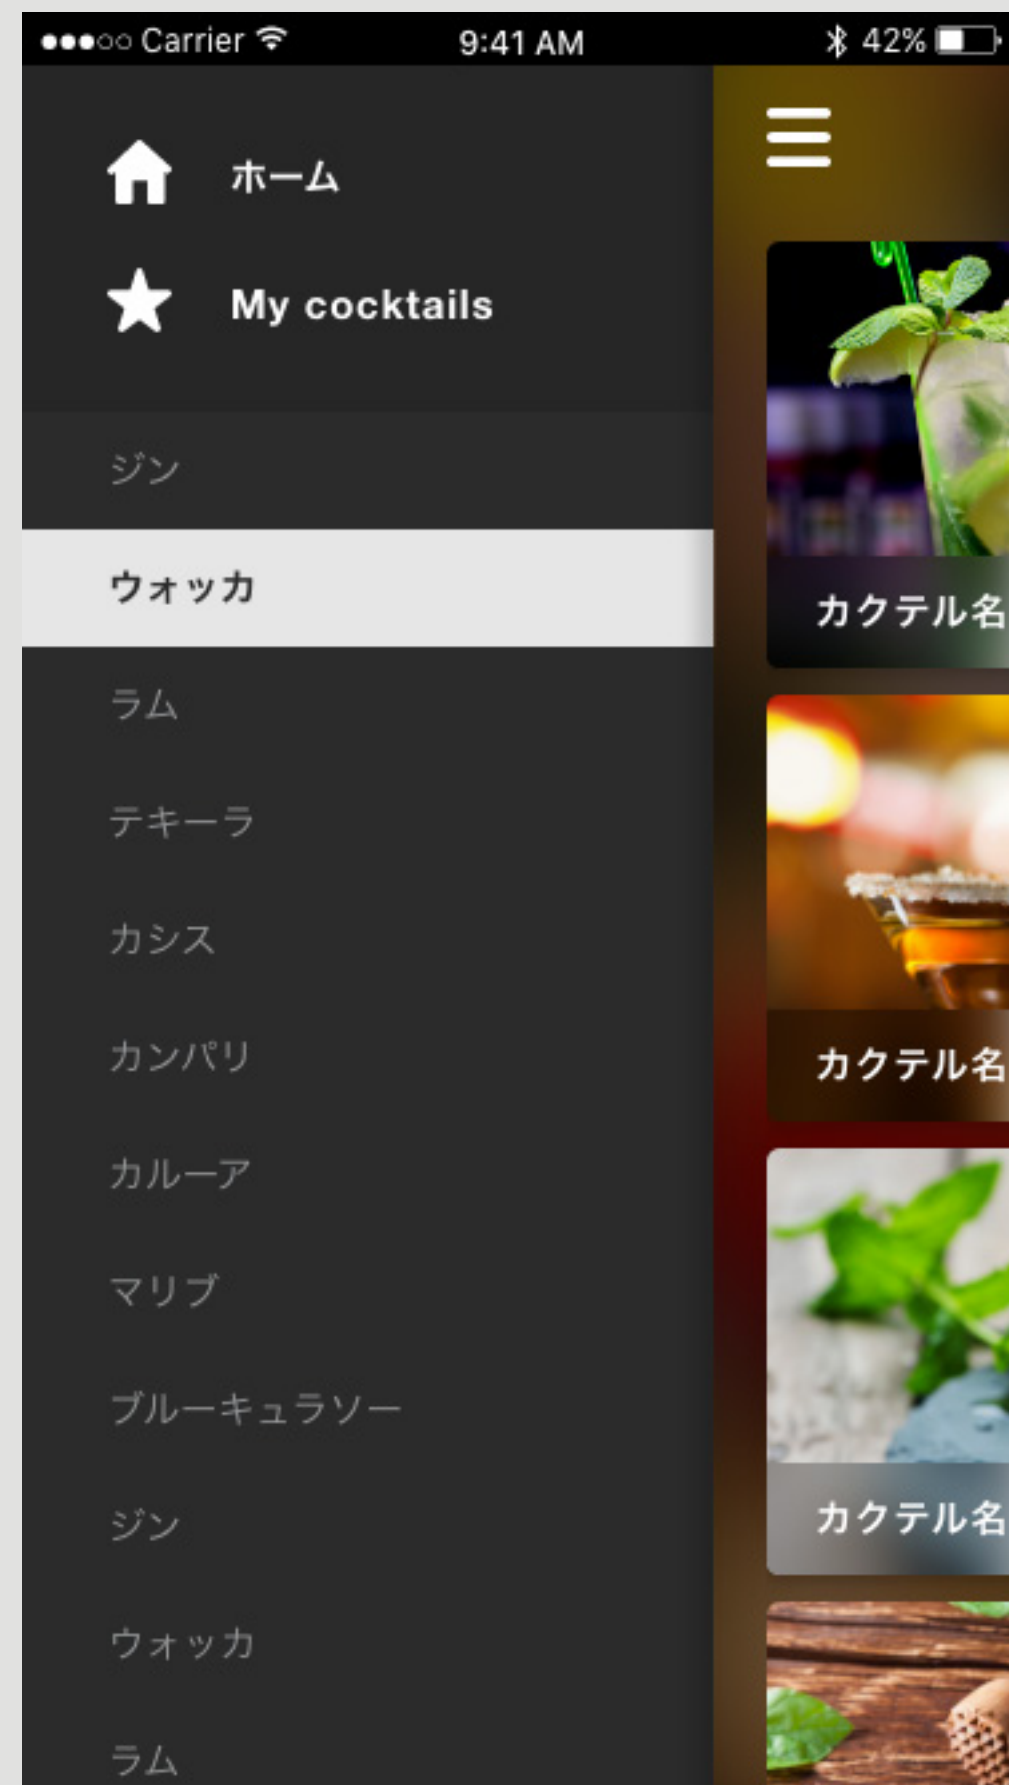 Carrier 9:41 AM 42%
ホーム
My cocktails
ジン
ウォッカ
ラム
テキーラ
カシス
カンパリ
カルーア
マリブ
ブルーキュラソー
ジン
ウォッカ
ラム
カクテル名
カクテル名
カクテル名